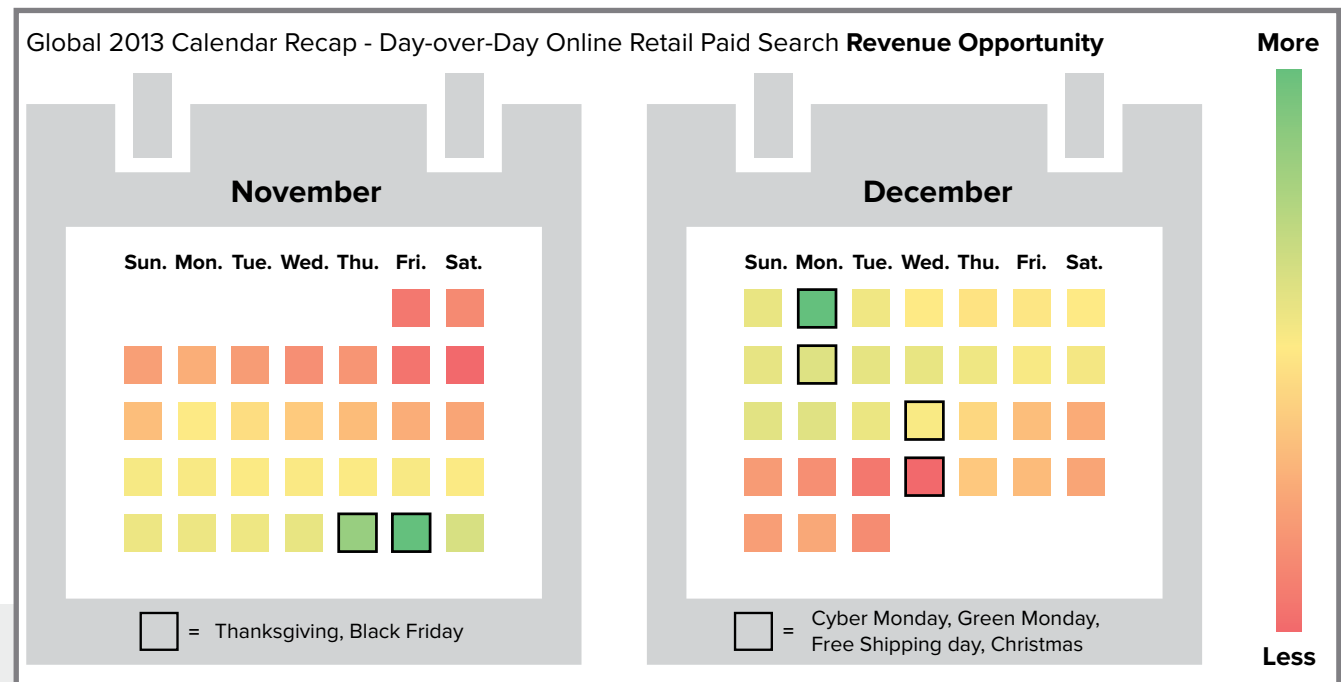 Global 2013 Calendar Recap - Day-over-Day Online Retail Paid Search Revenue Opportunity
More
November
Sun. Mon. Tue. Wed. Thu. Fri. Sat.
= Thanksgiving, Black Friday
December
Sun. Mon. Tue. Wed. Thu. Fri. Sat.
= Cyber Monday, Green Monday,
Free Shipping day, Christmas
Less